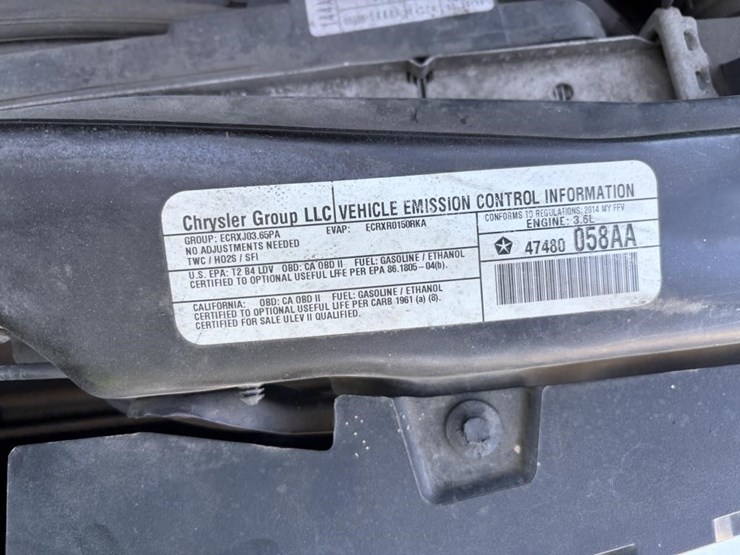 Chrysler Group LLC VEHICLE EMISSION CONTROL INFORMATION
GROUP: ECRXJ03.65PA EVAP: ECRXR0150RKA
NO ADJUSTMENTS NEEDED
TWC / HO2S / SFI
CONFORMS TO REGULATIONS: 2014 MY FFV
ENGINE: 3.6L
47480 058AA
U.S. EPA: T2 B4 LDV OBD: CA OBD II FUEL: GASOLINE / ETHANOL
CERTIFIED TO OPTIONAL USEFUL LIFE PER EPA 86.1805-04(b).
CALIFORNIA: OBD: CA OBD II FUEL: GASOLINE / ETHANOL
CERTIFIED TO OPTIONAL USEFUL LIFE PER CARB 1961 (a) (8).
CERTIFIED FOR SALE ULEV II QUALIFIED.